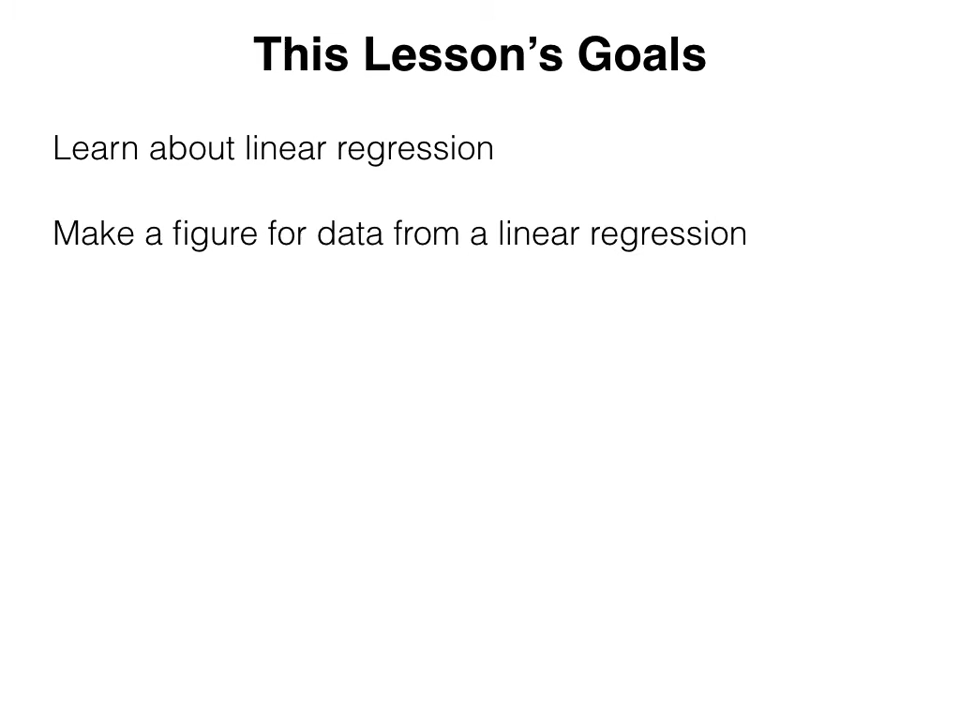 This Lesson’s Goals
Learn about linear regression
Make a figure for data from a linear regression